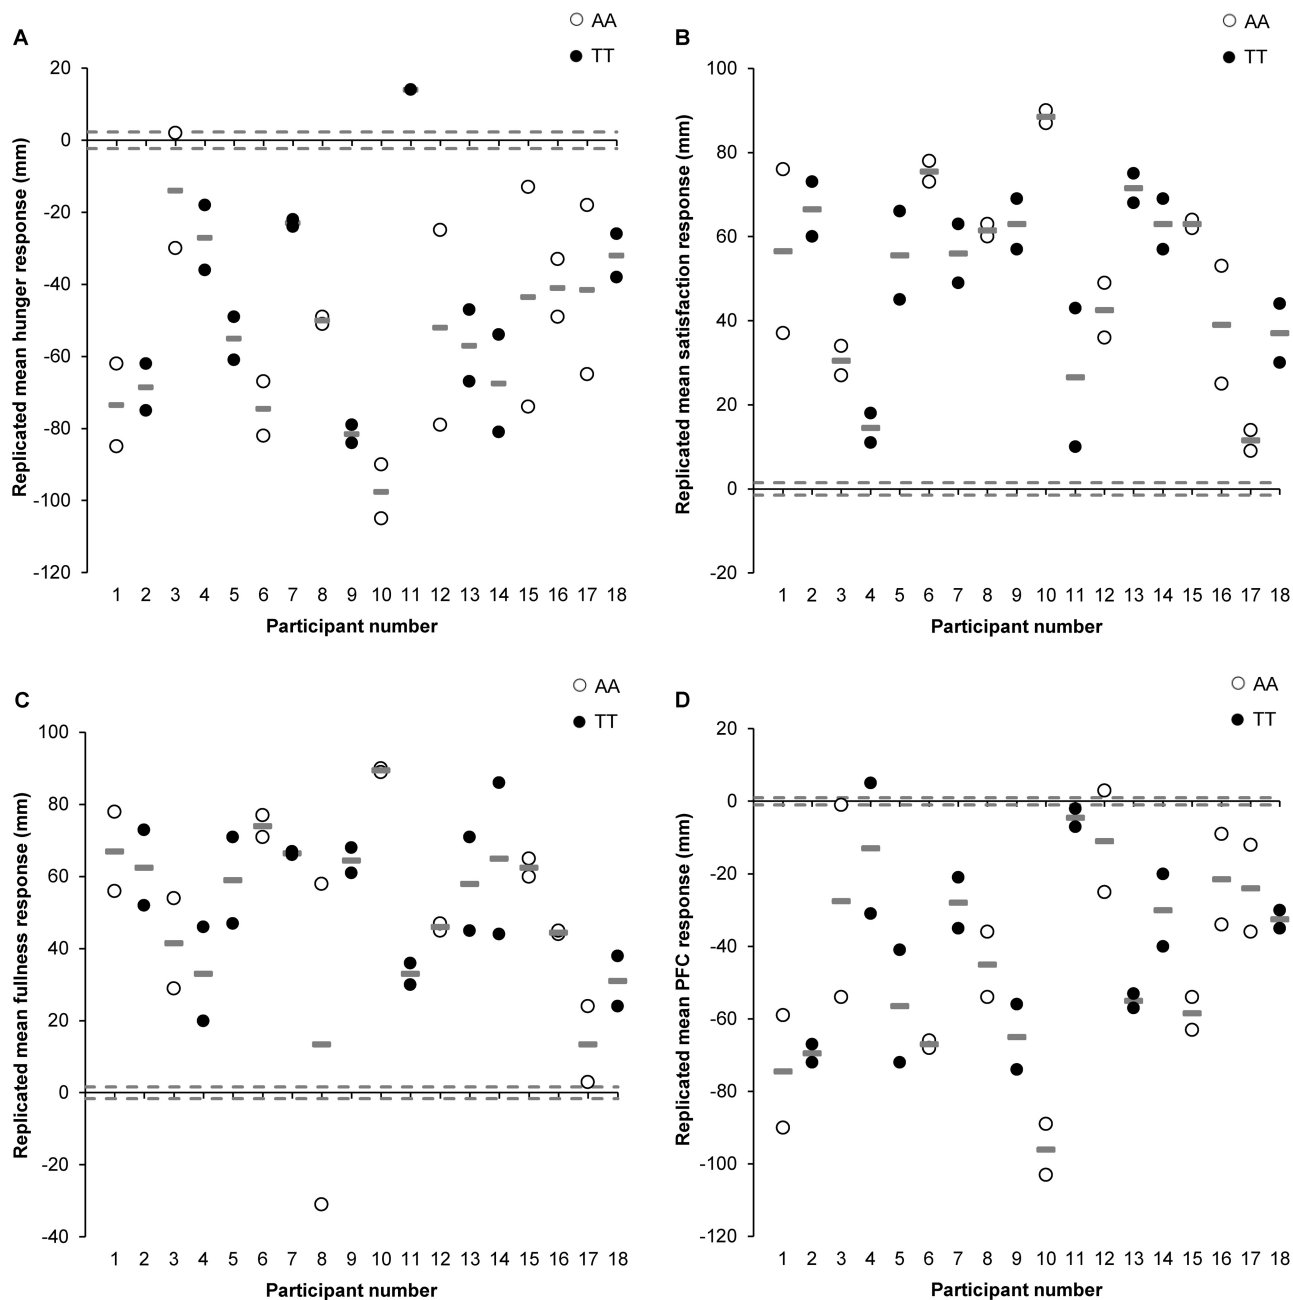 A
AA
TT
Replicated mean hunger response (mm)
20
0
-20
-40
-60
-80
-100
-120
1 2 3 4 5 6 7 8 9 10 11 12 13 14 15 16 17 18
Participant number
B
AA
TT
Replicated mean satisfaction response (mm)
100
80
60
40
20
0
-20
1 2 3 4 5 6 7 8 9 10 11 12 13 14 15 16 17 18
Participant number
C
AA
TT
Replicated mean fullness response (mm)
100
80
60
40
20
0
-20
-40
1 2 3 4 5 6 7 8 9 10 11 12 13 14 15 16 17 18
Participant number
D
AA
TT
Replicated mean PFC response (mm)
20
0
-20
-40
-60
-80
-100
-120
1 2 3 4 5 6 7 8 9 10 11 12 13 14 15 16 17 18
Participant number